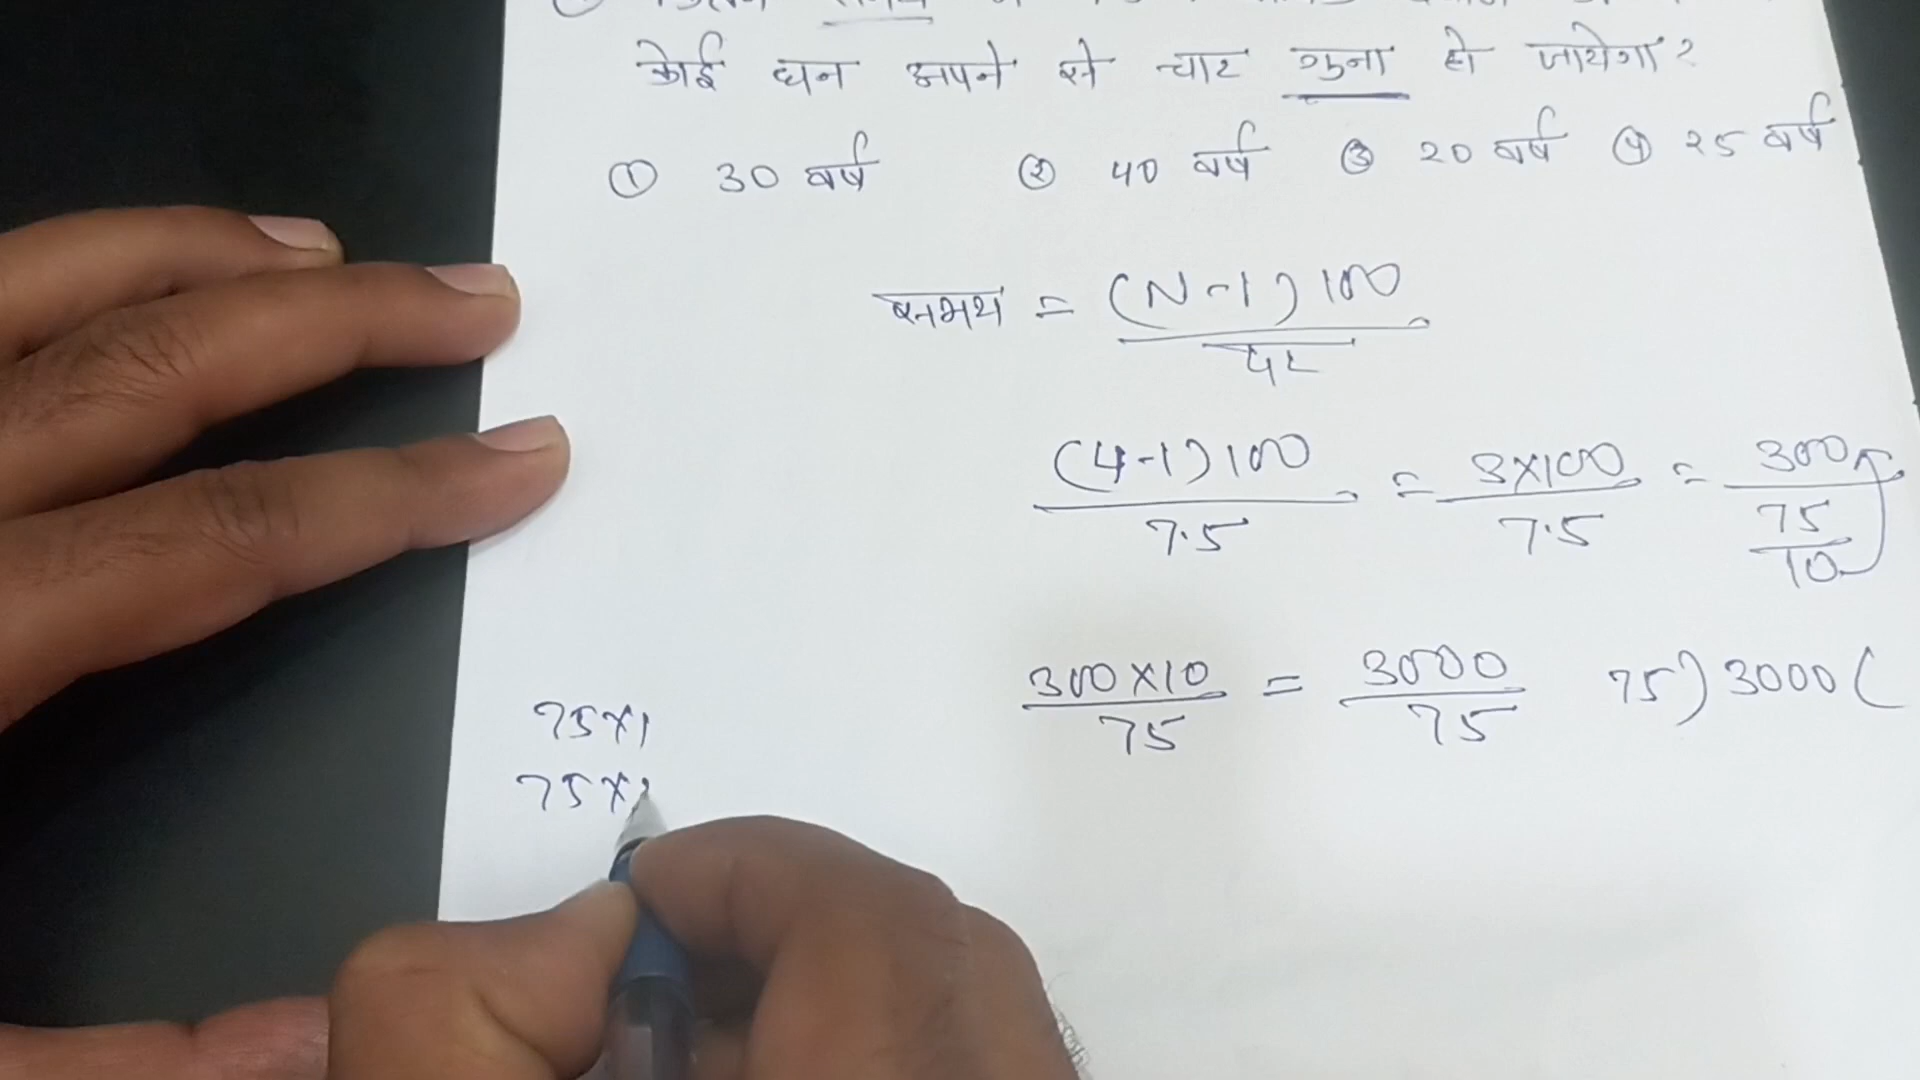 कोई धन अपने से चार गुना हो जायेगा?
① 30 वर्ष ② 40 वर्ष ③ 20 वर्ष ④ 25 वर्ष
समय = (N-1) 100 / दर
(4-1) 100 / 7.5 = 3×100 / 7.5 = 300 / 75 / 10
300×10 / 75 = 3000 / 75 75)3000(
75×1
75×